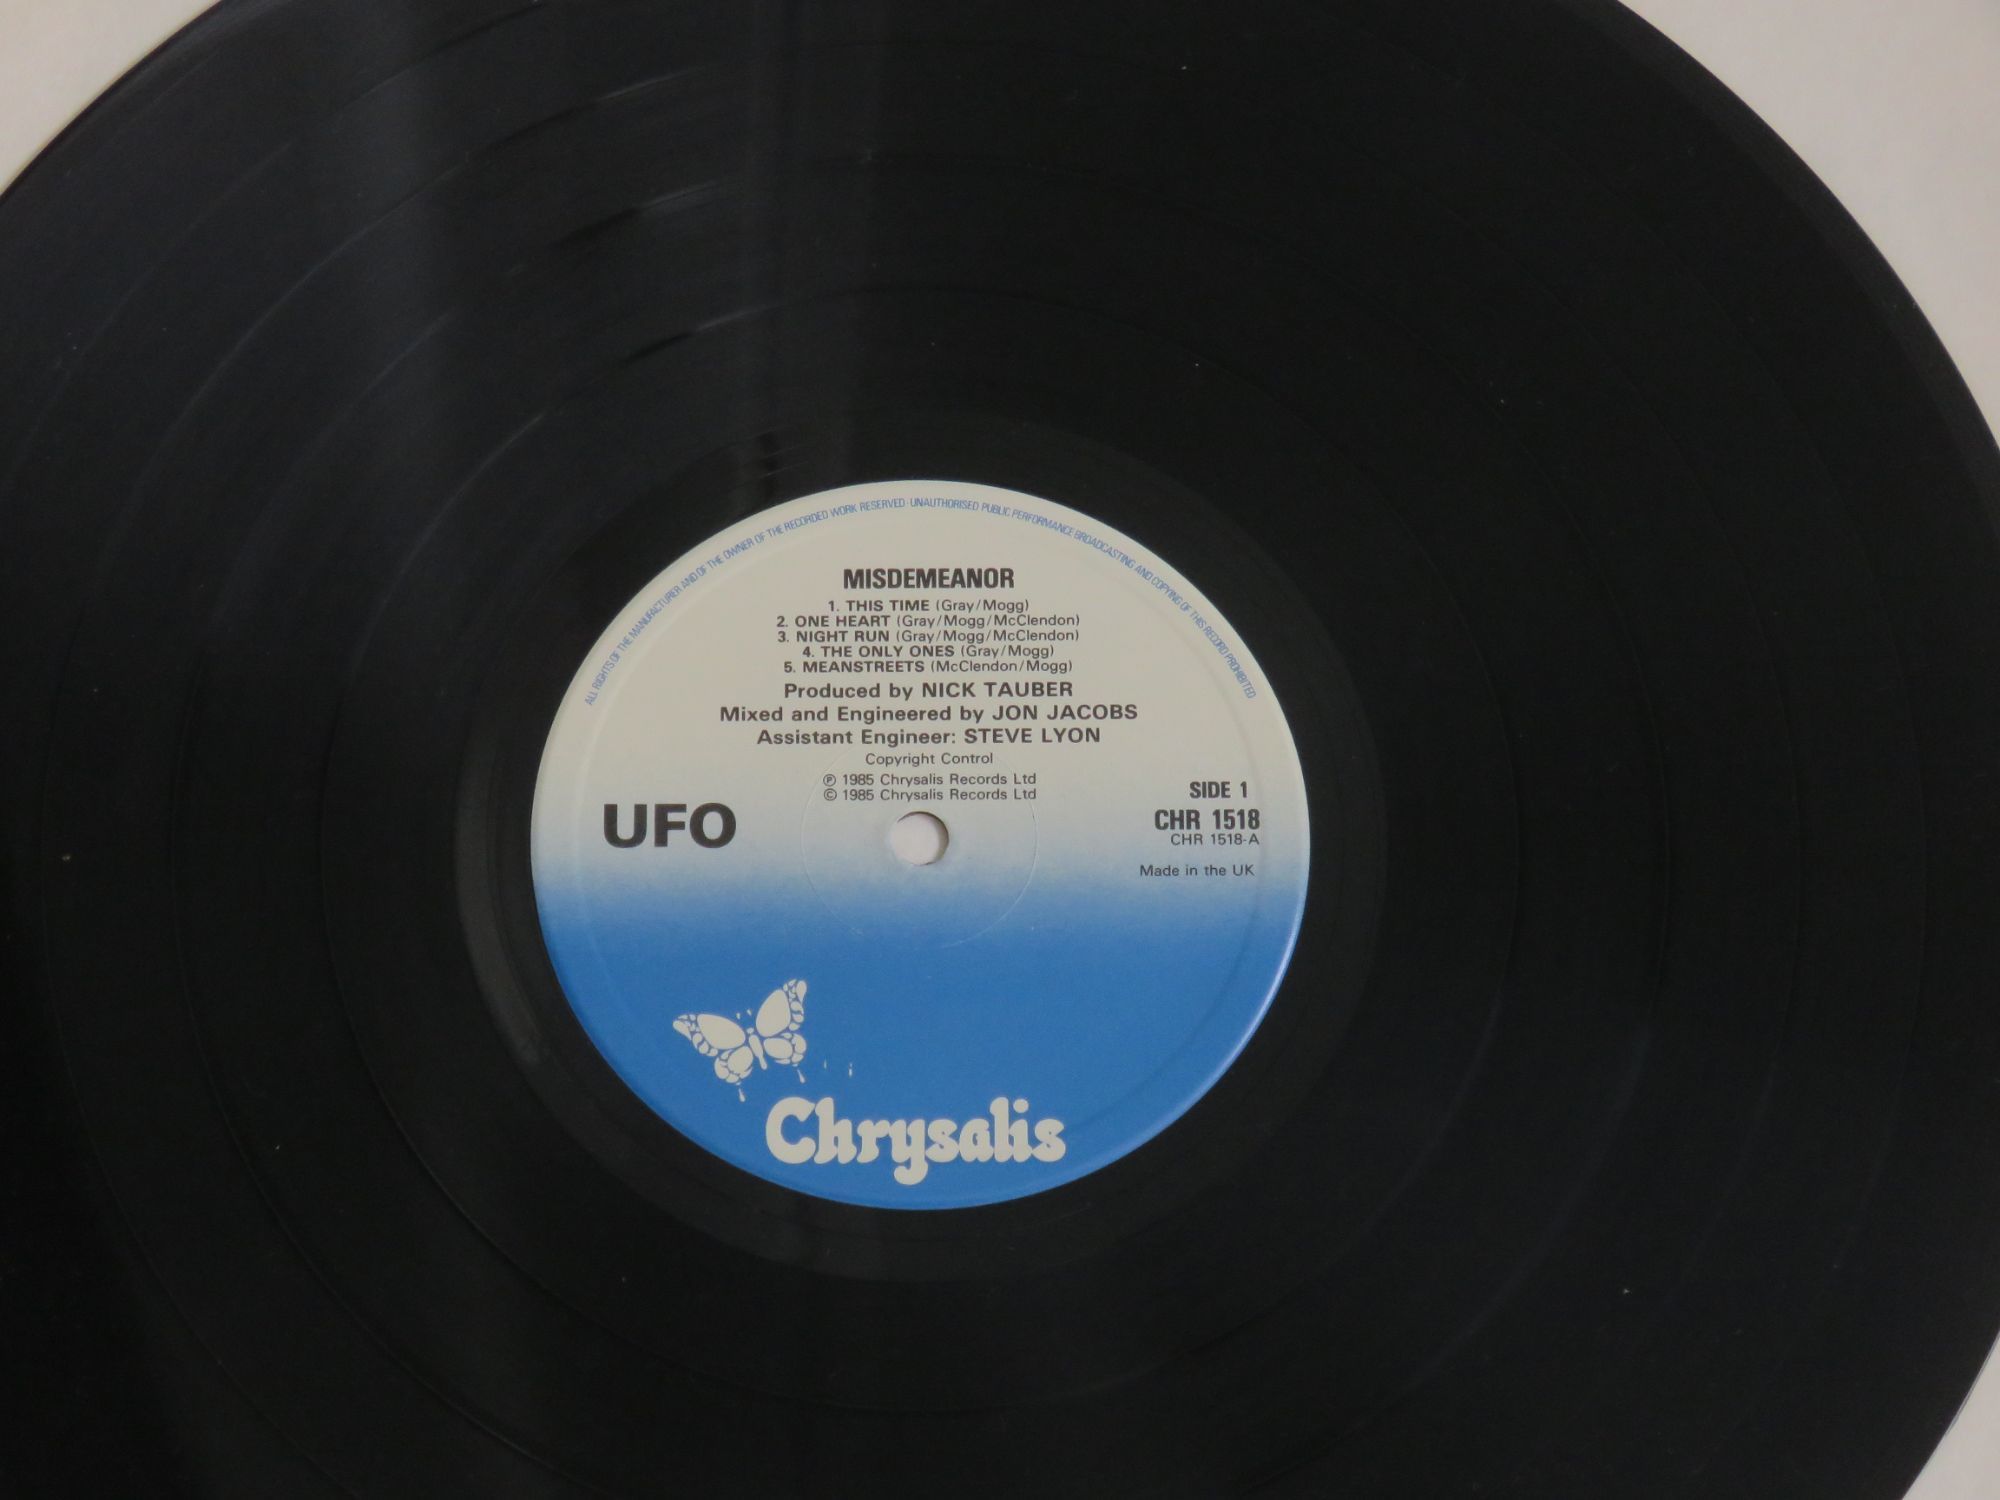 ALL RIGHTS OF THE MANUFACTURER AND OF THE OWNER OF THE RECORDED WORK RESERVED · UNAUTHORISED PUBLIC PERFORMANCE BROADCASTING AND COPYING OF THIS RECORD PROHIBITED
MISDEMEANOR
1. THIS TIME (Gray/Mogg)
2. ONE HEART (Gray/Mogg/McClendon)
3. NIGHT RUN (Gray/Mogg/McClendon)
4. THE ONLY ONES (Gray/Mogg)
5. MEANSTREETS (McClendon/Mogg)
Produced by NICK TAUBER
Mixed and Engineered by JON JACOBS
Assistant Engineer: STEVE LYON
Copyright Control
℗ 1985 Chrysalis Records Ltd
© 1985 Chrysalis Records Ltd
UFO
SIDE 1
CHR 1518
CHR 1518-A
Made in the UK
Chrysalis